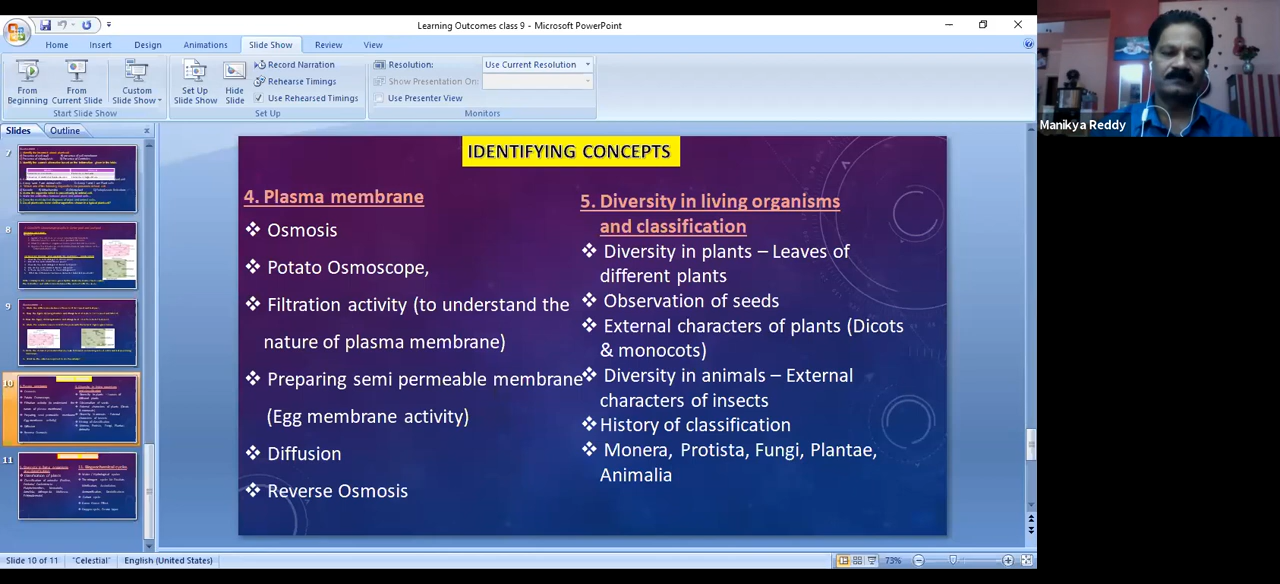 Learning Outcomes class 9 - Microsoft PowerPoint
Home Insert Design Animations Slide Show Review View
From Beginning
From Current Slide
Custom Slide Show
Start Slide Show
Set Up Slide Show
Hide Slide
Record Narration
Rehearse Timings
Use Rehearsed Timings
Set Up
Resolution: Use Current Resolution
Show Presentation On:
Use Presenter View
Monitors
Manikya Reddy
Slides Outline
7
8
9
10
11
IDENTIFYING CONCEPTS
4. Plasma membrane
❖ Osmosis
❖ Potato Osmoscope,
❖ Filtration activity (to understand the
nature of plasma membrane)
❖ Preparing semi permeable membrane
(Egg membrane activity)
❖ Diffusion
❖ Reverse Osmosis
5. Diversity in living organisms
and classification
❖ Diversity in plants – Leaves of
different plants
❖ Observation of seeds
❖ External characters of plants (Dicots
& monocots)
❖ Diversity in animals – External
characters of insects
❖ History of classification
❖ Monera, Protista, Fungi, Plantae,
Animalia
Slide 10 of 11 "Celestial" English (United States) 73%